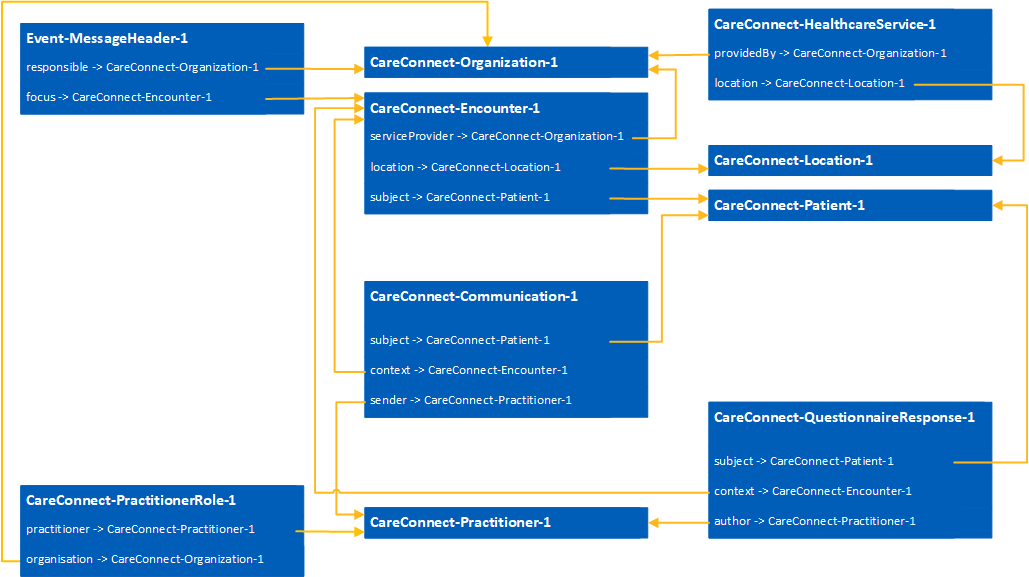 Event-MessageHeader-1
responsible -> CareConnect-Organization-1
focus -> CareConnect-Encounter-1
CareConnect-Organization-1
CareConnect-HealthcareService-1
providedBy -> CareConnect-Organization-1
location -> CareConnect-Location-1
CareConnect-Encounter-1
serviceProvider -> CareConnect-Organization-1
location -> CareConnect-Location-1
subject -> CareConnect-Patient-1
CareConnect-Location-1
CareConnect-Patient-1
CareConnect-Communication-1
subject -> CareConnect-Patient-1
context -> CareConnect-Encounter-1
sender -> CareConnect-Practitioner-1
CareConnect-QuestionnaireResponse-1
subject -> CareConnect-Patient-1
context -> CareConnect-Encounter-1
author -> CareConnect-Practitioner-1
CareConnect-PractitionerRole-1
practitioner -> CareConnect-Practitioner-1
organisation -> CareConnect-Organization-1
CareConnect-Practitioner-1